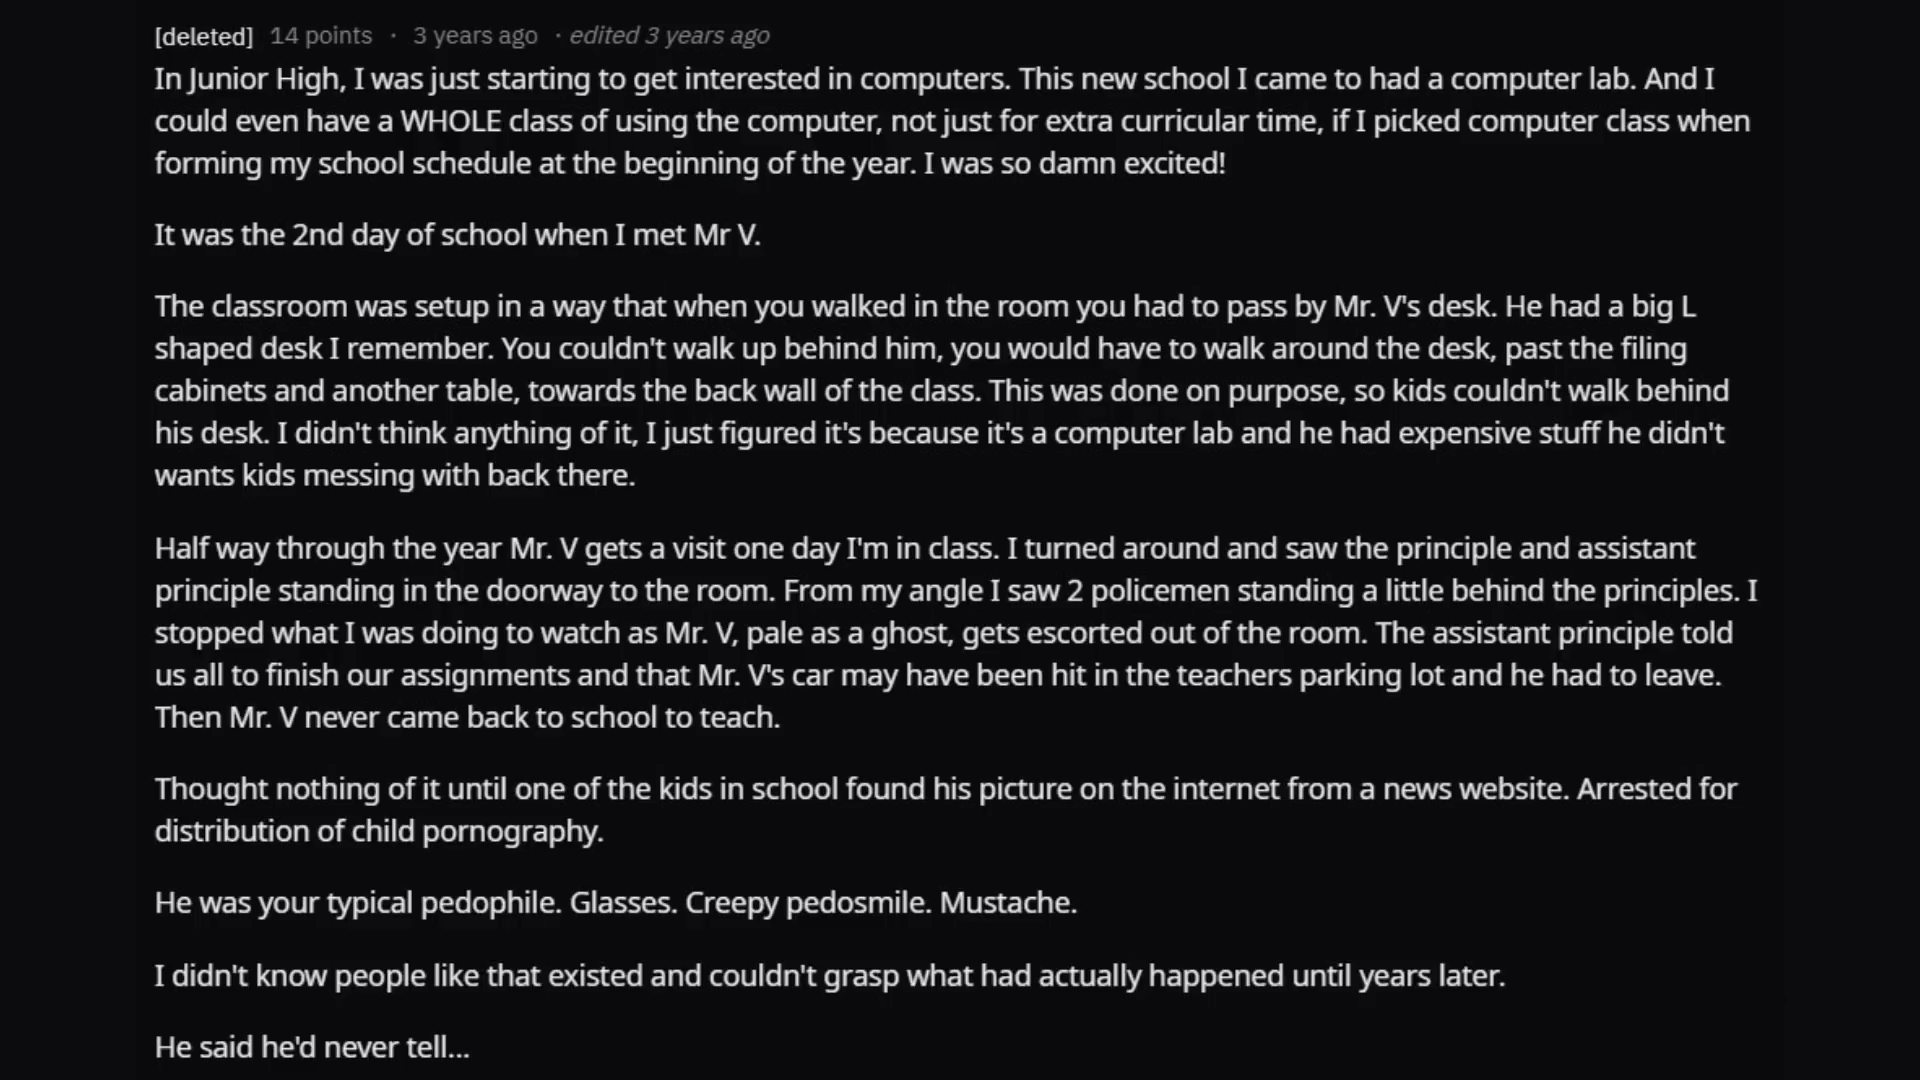 [deleted] 14 points · 3 years ago · edited 3 years ago
In Junior High, I was just starting to get interested in computers. This new school I came to had a computer lab. And I
could even have a WHOLE class of using the computer, not just for extra curricular time, if I picked computer class when
forming my school schedule at the beginning of the year. I was so damn excited!
It was the 2nd day of school when I met Mr V.
The classroom was setup in a way that when you walked in the room you had to pass by Mr. V's desk. He had a big L
shaped desk I remember. You couldn't walk up behind him, you would have to walk around the desk, past the filing
cabinets and another table, towards the back wall of the class. This was done on purpose, so kids couldn't walk behind
his desk. I didn't think anything of it, I just figured it's because it's a computer lab and he had expensive stuff he didn't
wants kids messing with back there.
Half way through the year Mr. V gets a visit one day I'm in class. I turned around and saw the principle and assistant
principle standing in the doorway to the room. From my angle I saw 2 policemen standing a little behind the principles. I
stopped what I was doing to watch as Mr. V, pale as a ghost, gets escorted out of the room. The assistant principle told
us all to finish our assignments and that Mr. V's car may have been hit in the teachers parking lot and he had to leave.
Then Mr. V never came back to school to teach.
Thought nothing of it until one of the kids in school found his picture on the internet from a news website. Arrested for
distribution of child pornography.
He was your typical pedophile. Glasses. Creepy pedosmile. Mustache.
I didn't know people like that existed and couldn't grasp what had actually happened until years later.
He said he'd never tell...